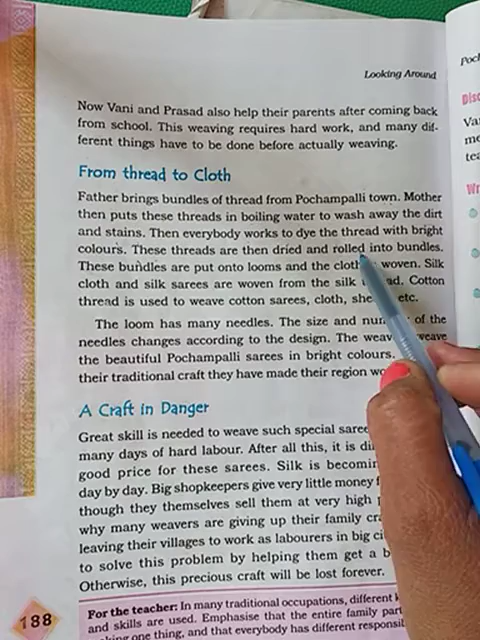 Looking Around
Now Vani and Prasad also help their parents after coming back
from school. This weaving requires hard work, and many dif-
ferent things have to be done before actually weaving.
From thread to Cloth
Father brings bundles of thread from Pochampalli town. Mother
then puts these threads in boiling water to wash away the dirt
and stains. Then everybody works to dye the thread with bright
colours. These threads are then dried and rolled into bundles.
These bundles are put onto looms and the cloth woven. Silk
cloth and silk sarees are woven from the silk Cotton
thread is used to weave cotton sarees, cloth, etc.
The loom has many needles. The size and of the
needles changes according to the design. The weave
the beautiful Pochampalli sarees in bright colours.
their traditional craft they have made their region
A Craft in Danger
Great skill is needed to weave such special
many days of hard labour. After all this, it is
good price for these sarees. Silk is
day by day. Big shopkeepers give very little money
though they themselves sell them at very high
why many weavers are giving up their family
leaving their villages to work as labourers in big
to solve this problem by helping them get a
Otherwise, this precious craft will be lost forever.
For the teacher: In many traditional occupations, different
and skills are used. Emphasise that the entire family
one thing, and that everybody has different
188